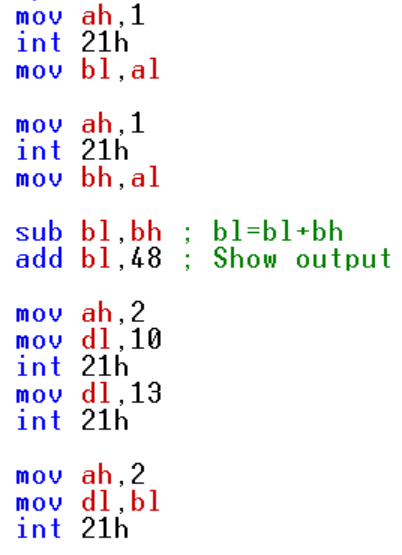 mov ah,1
int 21h
mov bl,al
mov ah,1
int 21h
mov bh,al
sub bl,bh ; bl=bl+bh
add bl,48 ; Show output
mov ah,2
mov dl,10
int 21h
mov dl,13
int 21h
mov ah,2
mov dl,bl
int 21h